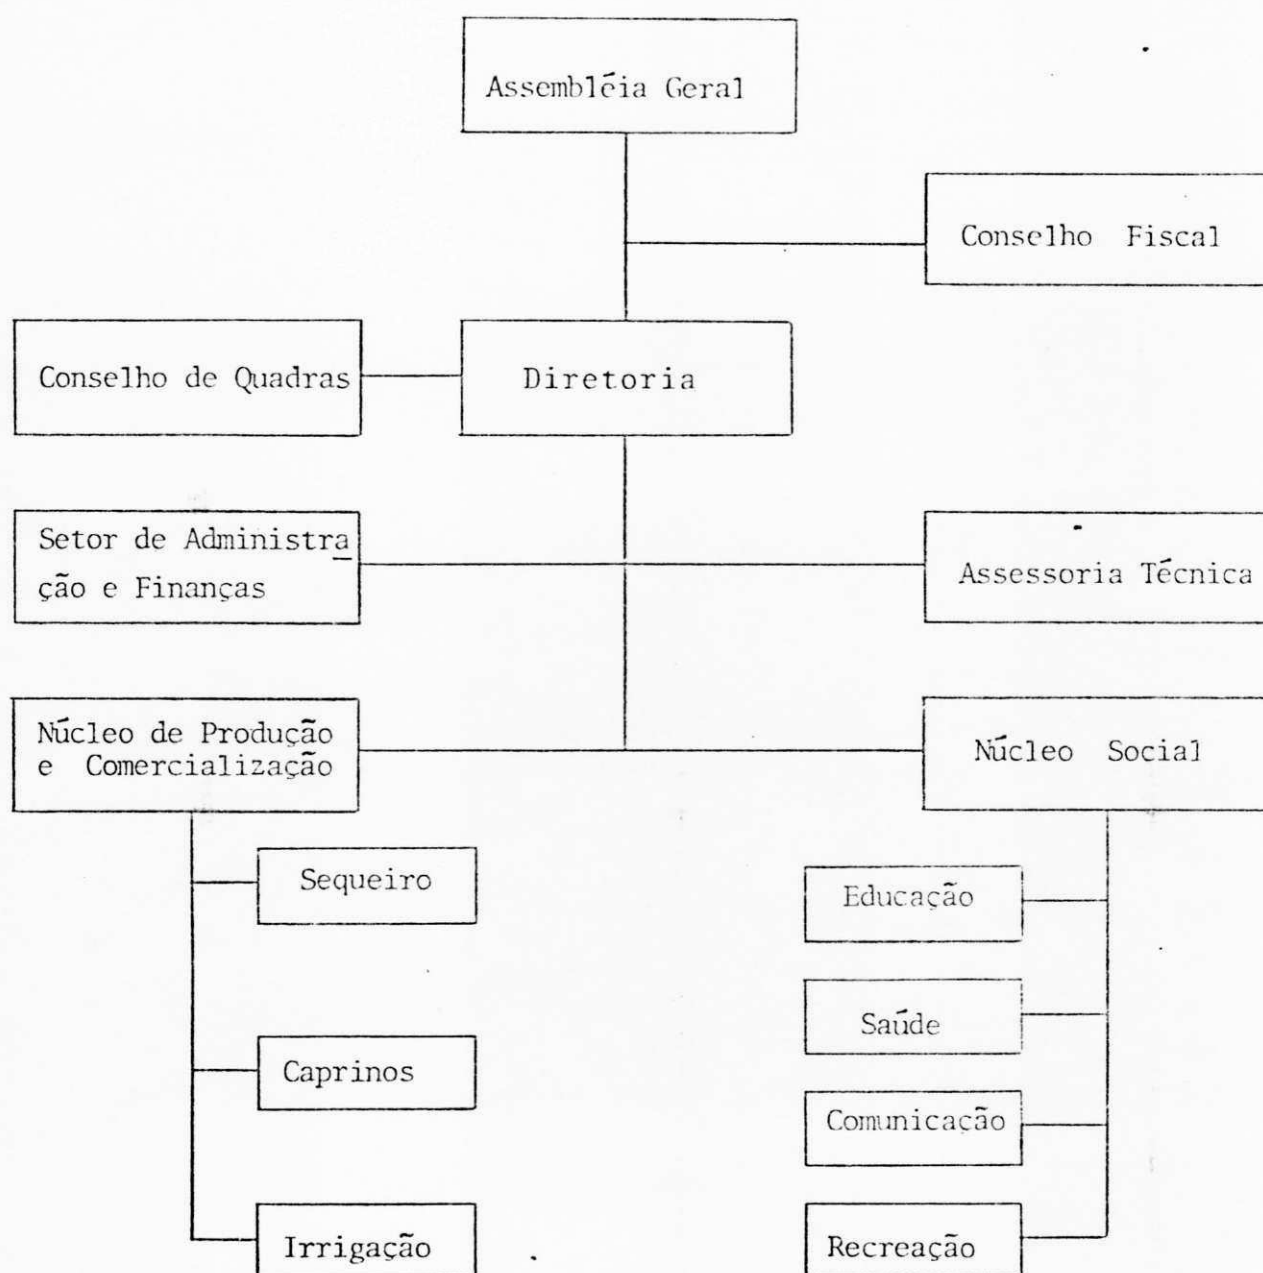 Assembléia Geral
Conselho Fiscal
Conselho de Quadras
Diretoria
Setor de Administra
ção e Finanças
Assessoria Técnica
Núcleo de Produção
e Comercialização
Núcleo Social
Sequeiro
Caprinos
Irrigação
Educação
Saúde
Comunicação
Recreação